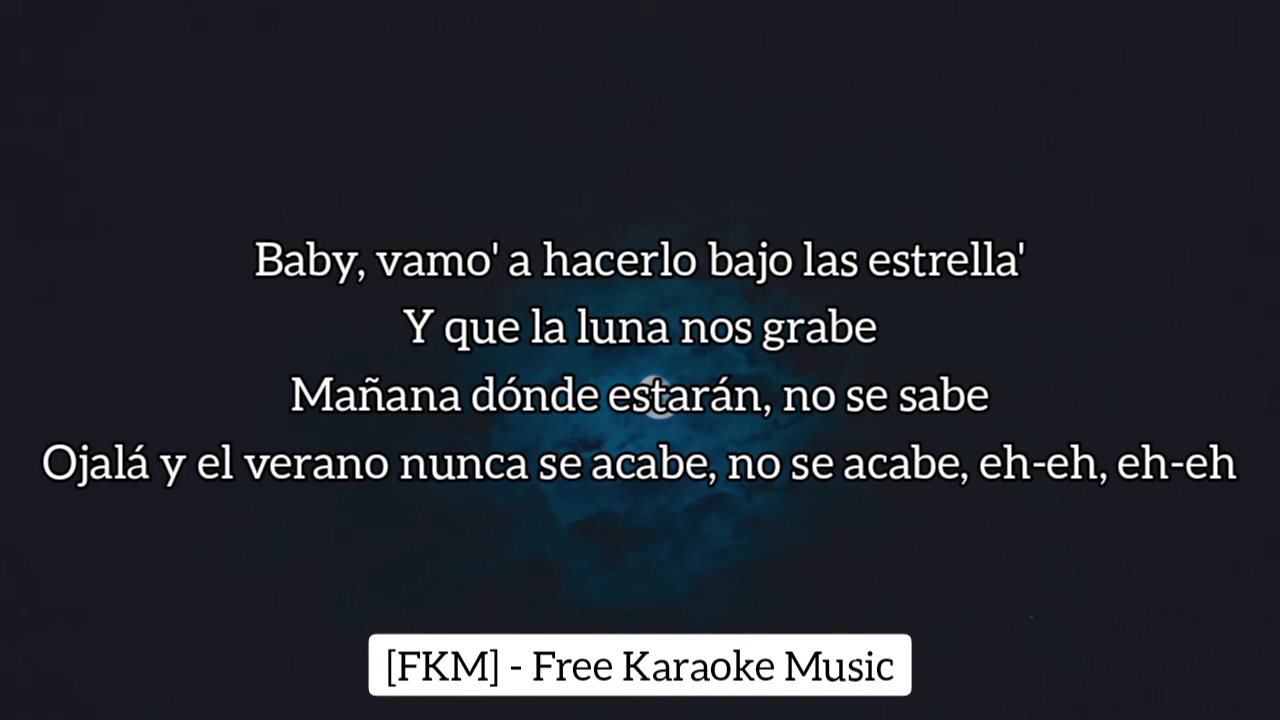 Baby, vamo' a hacerlo bajo las estrella'
Y que la luna nos grabe
Mañana dónde estarán, no se sabe
Ojalá y el verano nunca se acabe, no se acabe, eh-eh, eh-eh
[FKM] - Free Karaoke Music